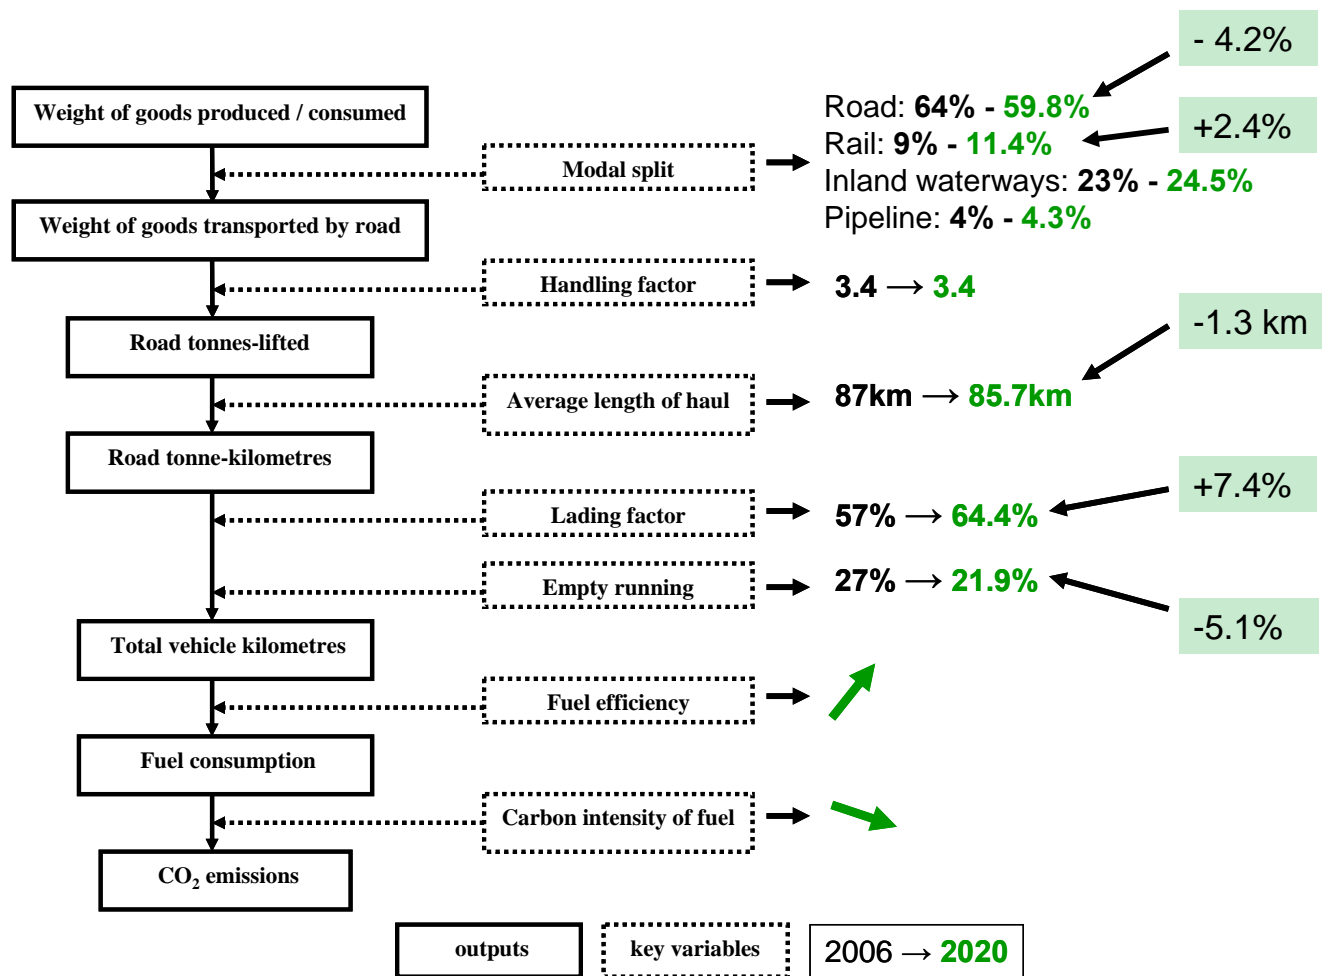 - 4.2%
Weight of goods produced / consumed
Road: 64% - 59.8%
Rail: 9% - 11.4%
+2.4%
Modal split
Inland waterways: 23% - 24.5%
Pipeline: 4% - 4.3%
Weight of goods transported by road
Handling factor
3.4 → 3.4
Road tonnes-lifted
-1.3 km
Average length of haul
87km → 85.7km
Road tonne-kilometres
+7.4%
Lading factor
57% → 64.4%
Empty running
27% → 21.9%
-5.1%
Total vehicle kilometres
Fuel efficiency
Fuel consumption
Carbon intensity of fuel
CO₂ emissions
outputs
key variables
2006 → 2020